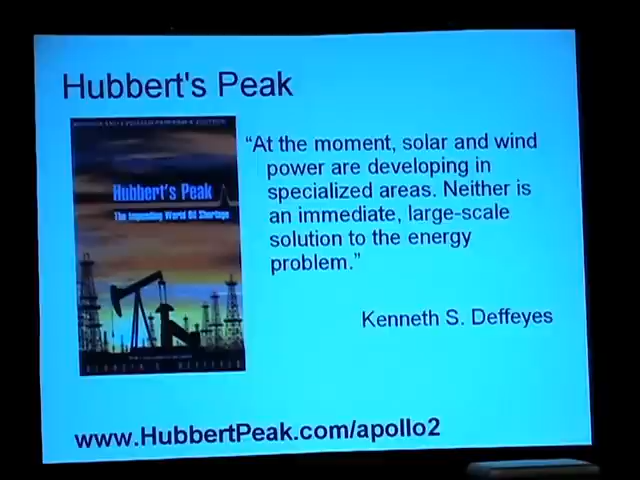 Hubbert's Peak
Hubbert's Peak
The Impending World Oil Shortage
"At the moment, solar and wind
power are developing in
specialized areas. Neither is
an immediate, large-scale
solution to the energy
problem."
Kenneth S. Deffeyes
KENNETH S. DEFFEYES
www.HubbertPeak.com/apollo2